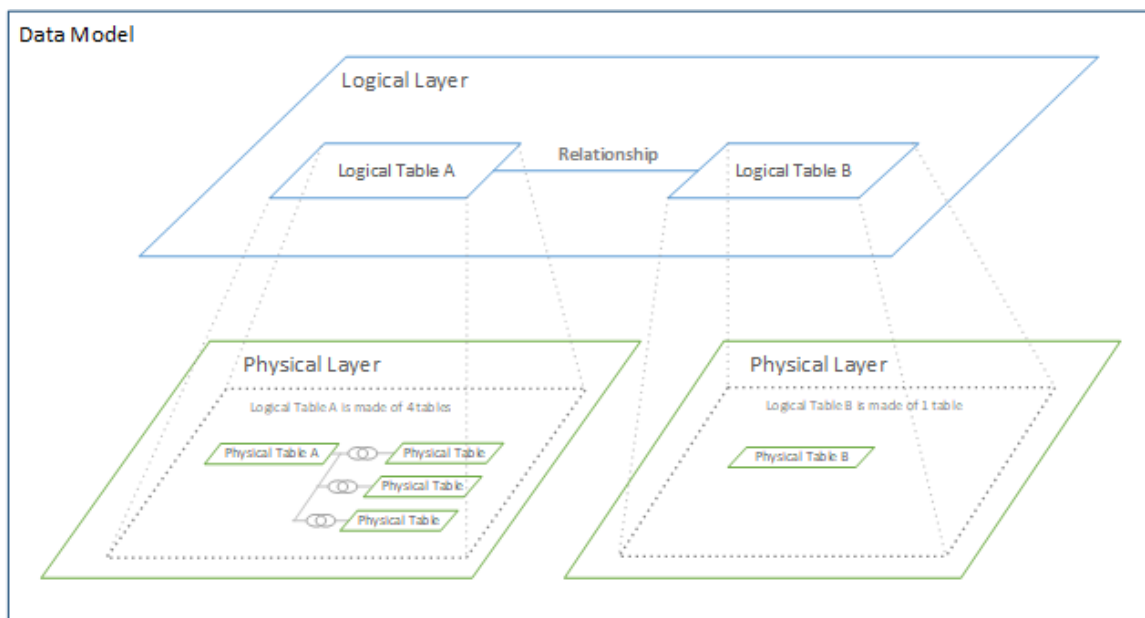 Data Model
Logical Layer
Logical Table A
Relationship
Logical Table B
Physical Layer
Logical Table A is made of 4 tables
Physical Table A
Physical Table
Physical Table
Physical Table
Physical Layer
Logical Table B is made of 1 table
Physical Table B